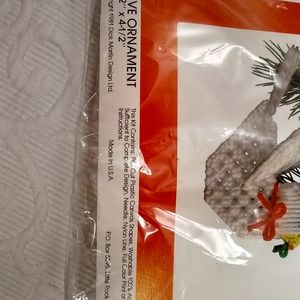 VE ORNAMENT
2" x 4-1/2"
right 1981 Dick Martin Design Ltd.
This Kit Contains: Pre-Cut Plastic Canvas Shapes, Washable 100% Ac
Sufficient to Complete Design, Needle, Nylon Line, Full Color Print or
Instructions.
Made in U.S.A.
P.O. Box Little Rock